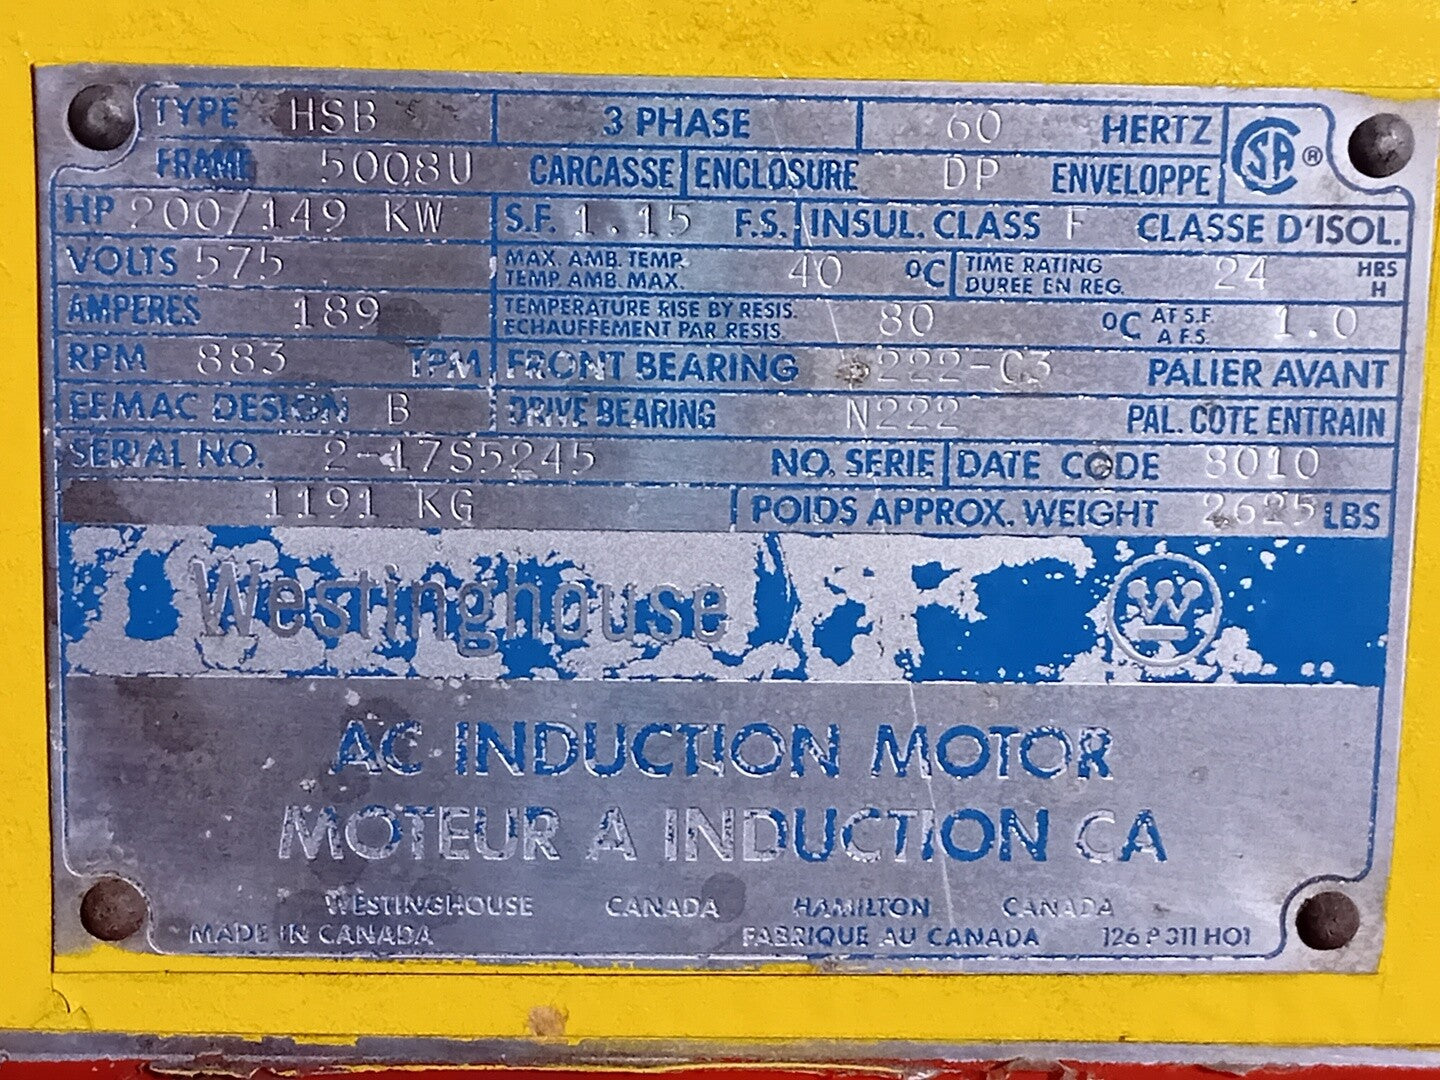 TYPE HSB 3 PHASE 60 HERTZ SA ®
FRAME 5008U CARCASSE ENCLOSURE DP ENVELOPPE
HP 200/149 KW S.F. 1.15 F.S. INSUL. CLASS F CLASSE D'ISOL.
VOLTS 575 MAX. AMB. TEMP. TEMP. AMB. MAX. 40 °C TIME RATING DUREE EN REG. 24 HRS H
AMPERES 189 TEMPERATURE RISE BY RESIS. ECHAUFFEMENT PAR RESIS. 80 °C AT S.F. A F.S. 1.0
RPM 883 TPM FRONT BEARING 222-C3 PALIER AVANT
EEMAC DESIGN B DRIVE BEARING N222 PAL. COTE ENTRAIN
SERIAL NO. 2-17S5245 NO. SERIE DATE CODE 8010
1191 KG POIDS APPROX. WEIGHT 2625 LBS
Westinghouse W
AC INDUCTION MOTOR
MOTEUR A INDUCTION CA
WESTINGHOUSE CANADA HAMILTON CANADA
MADE IN CANADA FABRIQUE AU CANADA 126 P 311 HO1